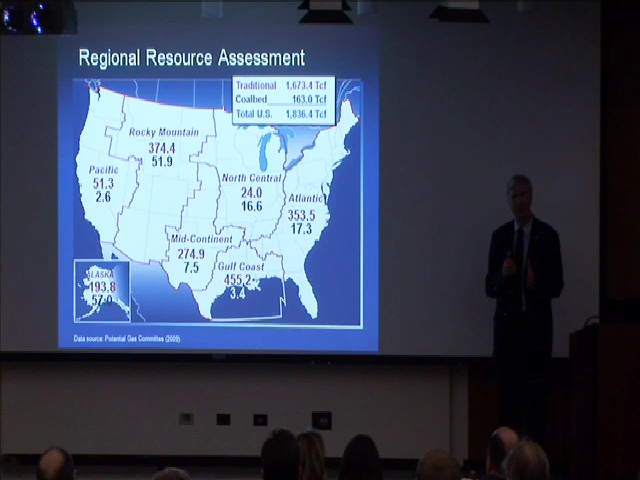 Regional Resource Assessment
Traditional 1,673.4 Tcf
Coalbed 163.0 Tcf
Total U.S. 1,836.4 Tcf
Rocky Mountain
374.4
51.9
Pacific
51.3
2.6
North Central
24.0
16.6
Atlantic
353.5
17.3
Mid-Continent
274.9
7.5
Gulf Coast
455.2
3.4
ALASKA
193.8
57.0
Data source: Potential Gas Committee (2009)